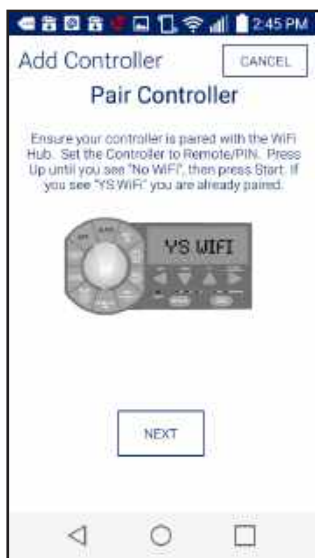 2:45 PM
Add Controller
CANCEL
Pair Controller
Ensure your controller is paired with the WiFi
Hub. Set the Controller to Remote/PIN. Press
Up until you see "No WiFi", then press Start. If
you see "YS WiFi" you are already paired.
YS WIFI
NEXT